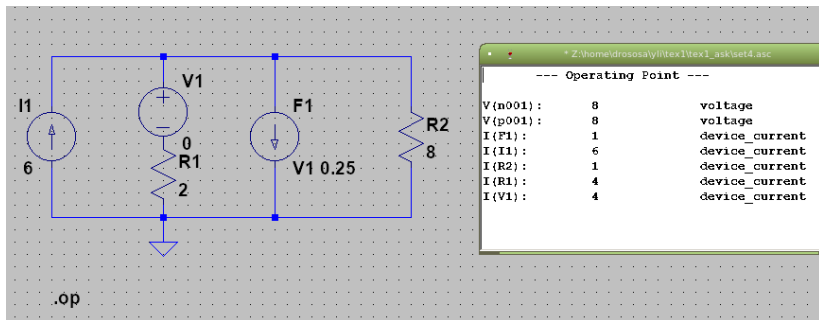 * Z:\home\drososa\yli\tex1\tex1_ask\set4.asc
--- Operating Point ---
V(n001): 8 voltage
V(p001): 8 voltage
I(F1): 1 device_current
I(I1): 6 device_current
I(R2): 1 device_current
I(R1): 4 device_current
I(V1): 4 device_current
I1
6
V1
0
R1
2
F1
V1 0.25
R2
8
.op